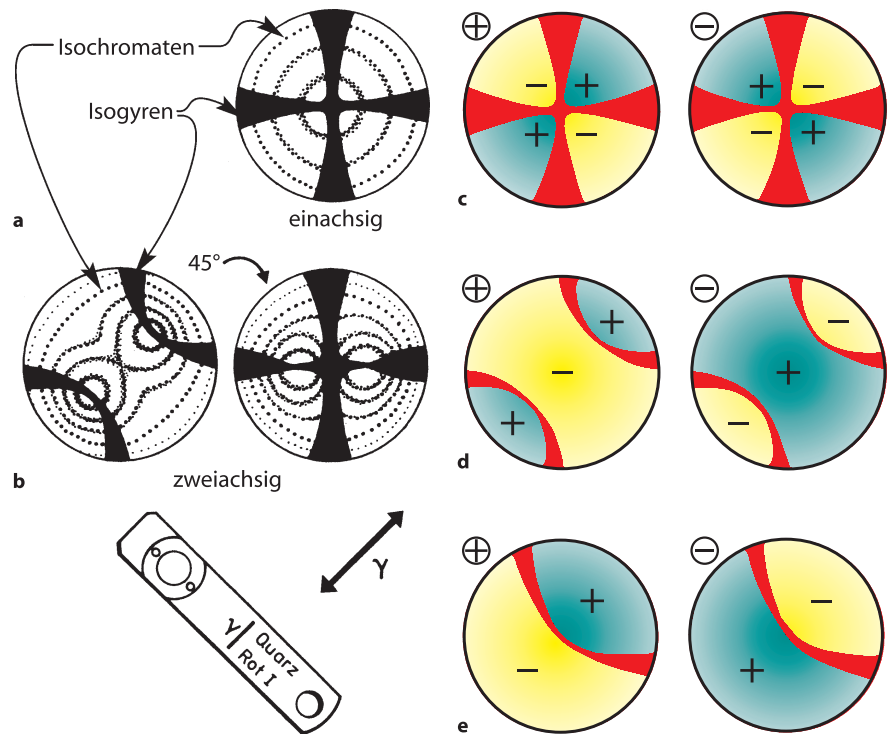 Isochromaten
Isogyren
a
einachsig
45°
b
zweiachsig
γ
γ| Quarz
Rot I
c
+
−
−
+
+
−
+
−
−
+
d
+
−
+
−
+
−
+
−
e
+
−
+
−
−
+